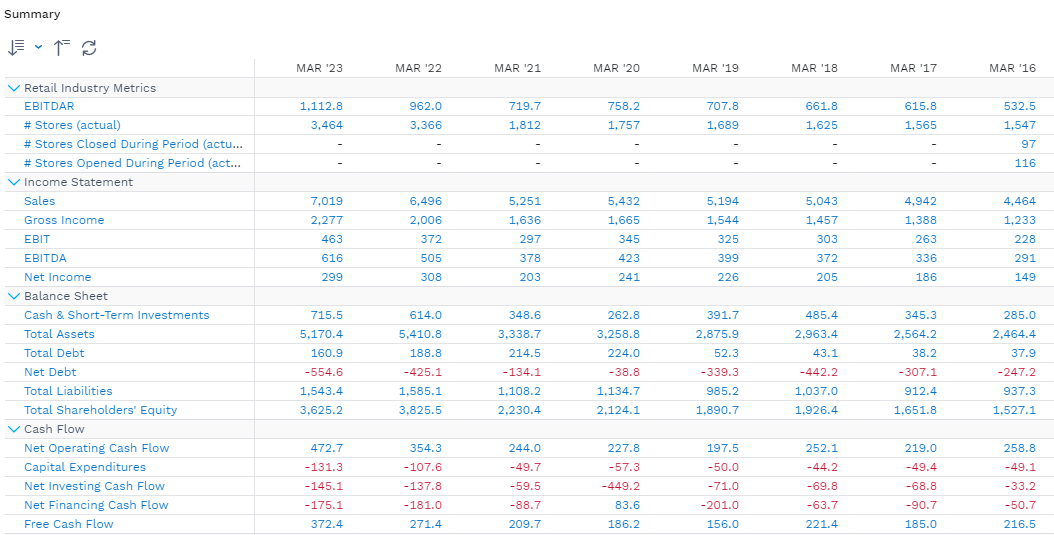 Summary
MAR '23 MAR '22 MAR '21 MAR '20 MAR '19 MAR '18 MAR '17 MAR '16
Retail Industry Metrics
EBITDAR 1,112.8 962.0 719.7 758.2 707.8 661.8 615.8 532.5
# Stores (actual) 3,464 3,366 1,812 1,757 1,689 1,625 1,565 1,547
# Stores Closed During Period (actu... - - - - - - - 97
# Stores Opened During Period (act... - - - - - - - 116
Income Statement
Sales 7,019 6,496 5,251 5,432 5,194 5,043 4,942 4,464
Gross Income 2,277 2,006 1,636 1,665 1,544 1,457 1,388 1,233
EBIT 463 372 297 345 325 303 263 228
EBITDA 616 505 378 423 399 372 336 291
Net Income 299 308 203 241 226 205 186 149
Balance Sheet
Cash & Short-Term Investments 715.5 614.0 348.6 262.8 391.7 485.4 345.3 285.0
Total Assets 5,170.4 5,410.8 3,338.7 3,258.8 2,875.9 2,963.4 2,564.2 2,464.4
Total Debt 160.9 188.8 214.5 224.0 52.3 43.1 38.2 37.9
Net Debt -554.6 -425.1 -134.1 -38.8 -339.3 -442.2 -307.1 -247.2
Total Liabilities 1,543.4 1,585.1 1,108.2 1,134.7 985.2 1,037.0 912.4 937.3
Total Shareholders' Equity 3,625.2 3,825.5 2,230.4 2,124.1 1,890.7 1,926.4 1,651.8 1,527.1
Cash Flow
Net Operating Cash Flow 472.7 354.3 244.0 227.8 197.5 252.1 219.0 258.8
Capital Expenditures -131.3 -107.6 -49.7 -57.3 -50.0 -44.2 -49.4 -49.1
Net Investing Cash Flow -145.1 -137.8 -59.5 -449.2 -71.0 -69.8 -68.8 -33.2
Net Financing Cash Flow -175.1 -181.0 -88.7 83.6 -201.0 -63.7 -90.7 -50.7
Free Cash Flow 372.4 271.4 209.7 186.2 156.0 221.4 185.0 216.5